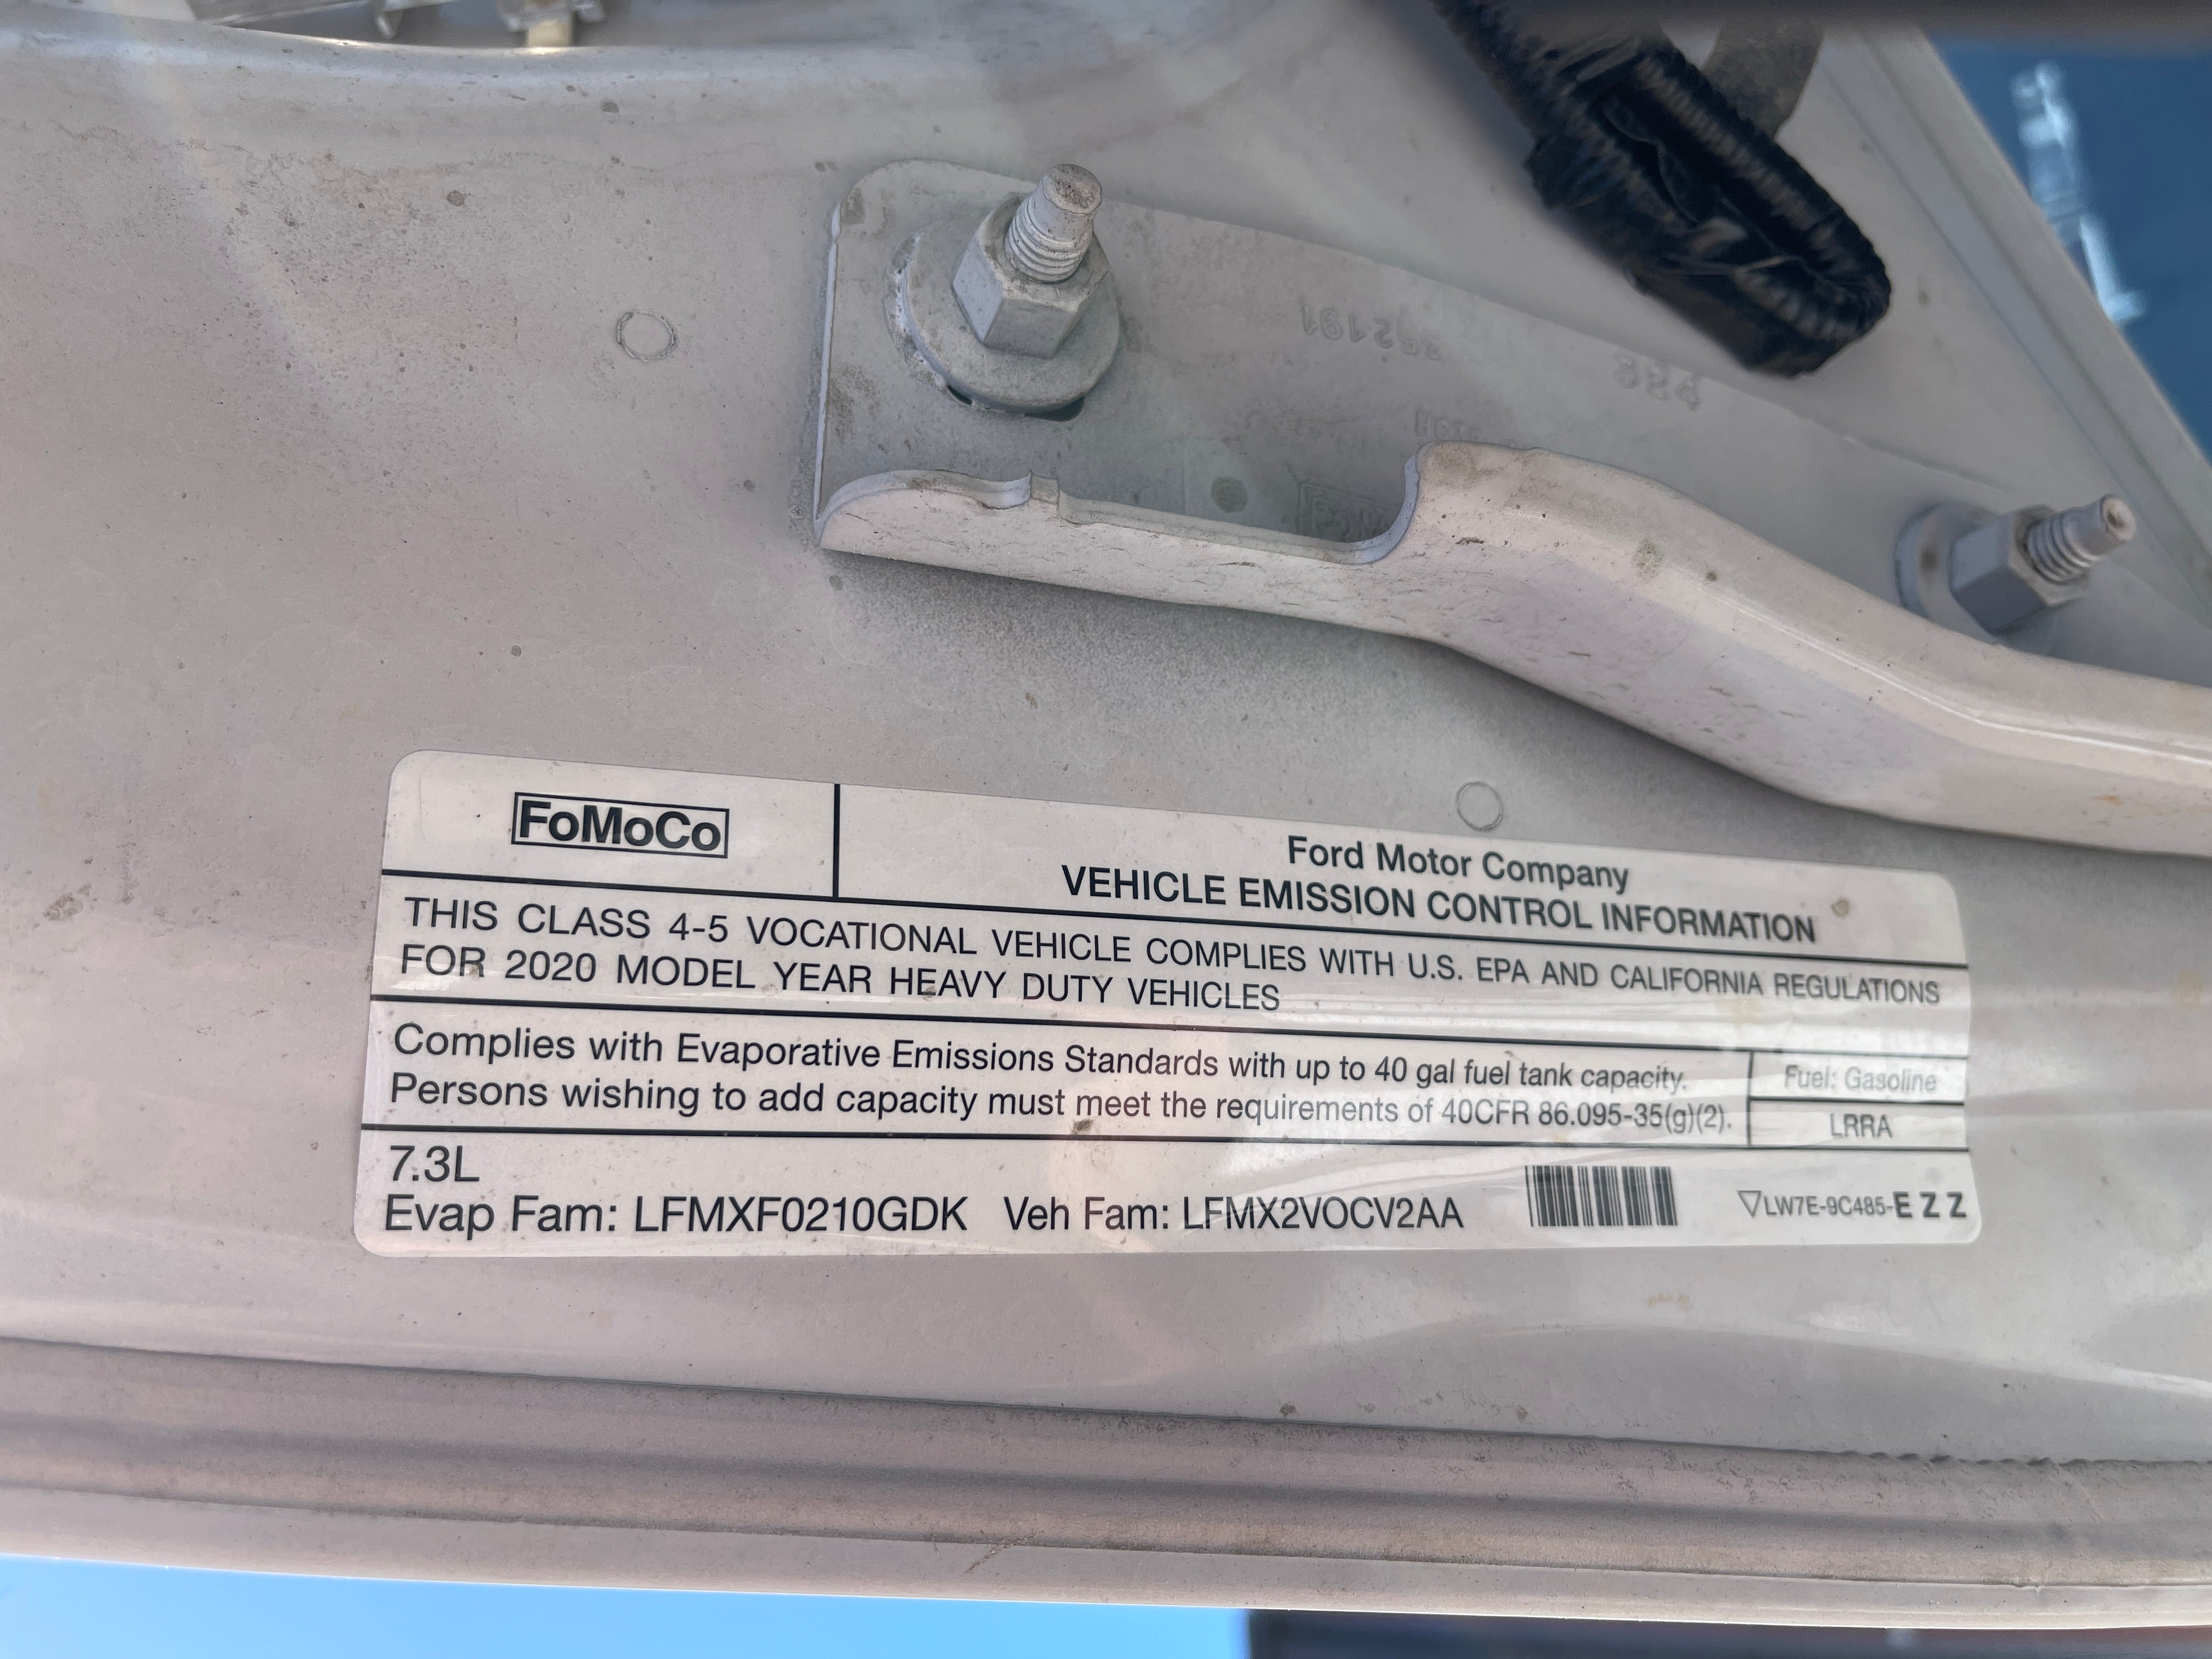 FoMoCo
Ford Motor Company
VEHICLE EMISSION CONTROL INFORMATION
THIS CLASS 4-5 VOCATIONAL VEHICLE COMPLIES WITH U.S. EPA AND CALIFORNIA REGULATIONS
FOR 2020 MODEL YEAR HEAVY DUTY VEHICLES
Complies with Evaporative Emissions Standards with up to 40 gal fuel tank capacity.
Persons wishing to add capacity must meet the requirements of 40CFR 86.095-35(g)(2).
Fuel: Gasoline
LRRA
7.3L
Evap Fam: LFMXF0210GDK Veh Fam: LFMX2VOCV2AA
▽LW7E-9C485-E Z Z